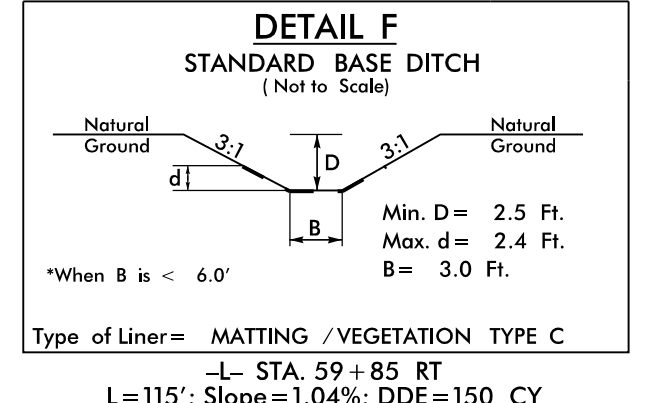 DETAIL F
STANDARD BASE DITCH
( Not to Scale)
Natural
Ground
3:1
D
3:1
Natural
Ground
d
B
Min. D = 2.5 Ft.
Max. d = 2.4 Ft.
B = 3.0 Ft.
*When B is < 6.0'
Type of Liner = MATTING / VEGETATION TYPE C
–L– STA. 59 + 85 RT
L=115'; Slope=1.04%; DDE=150 CY